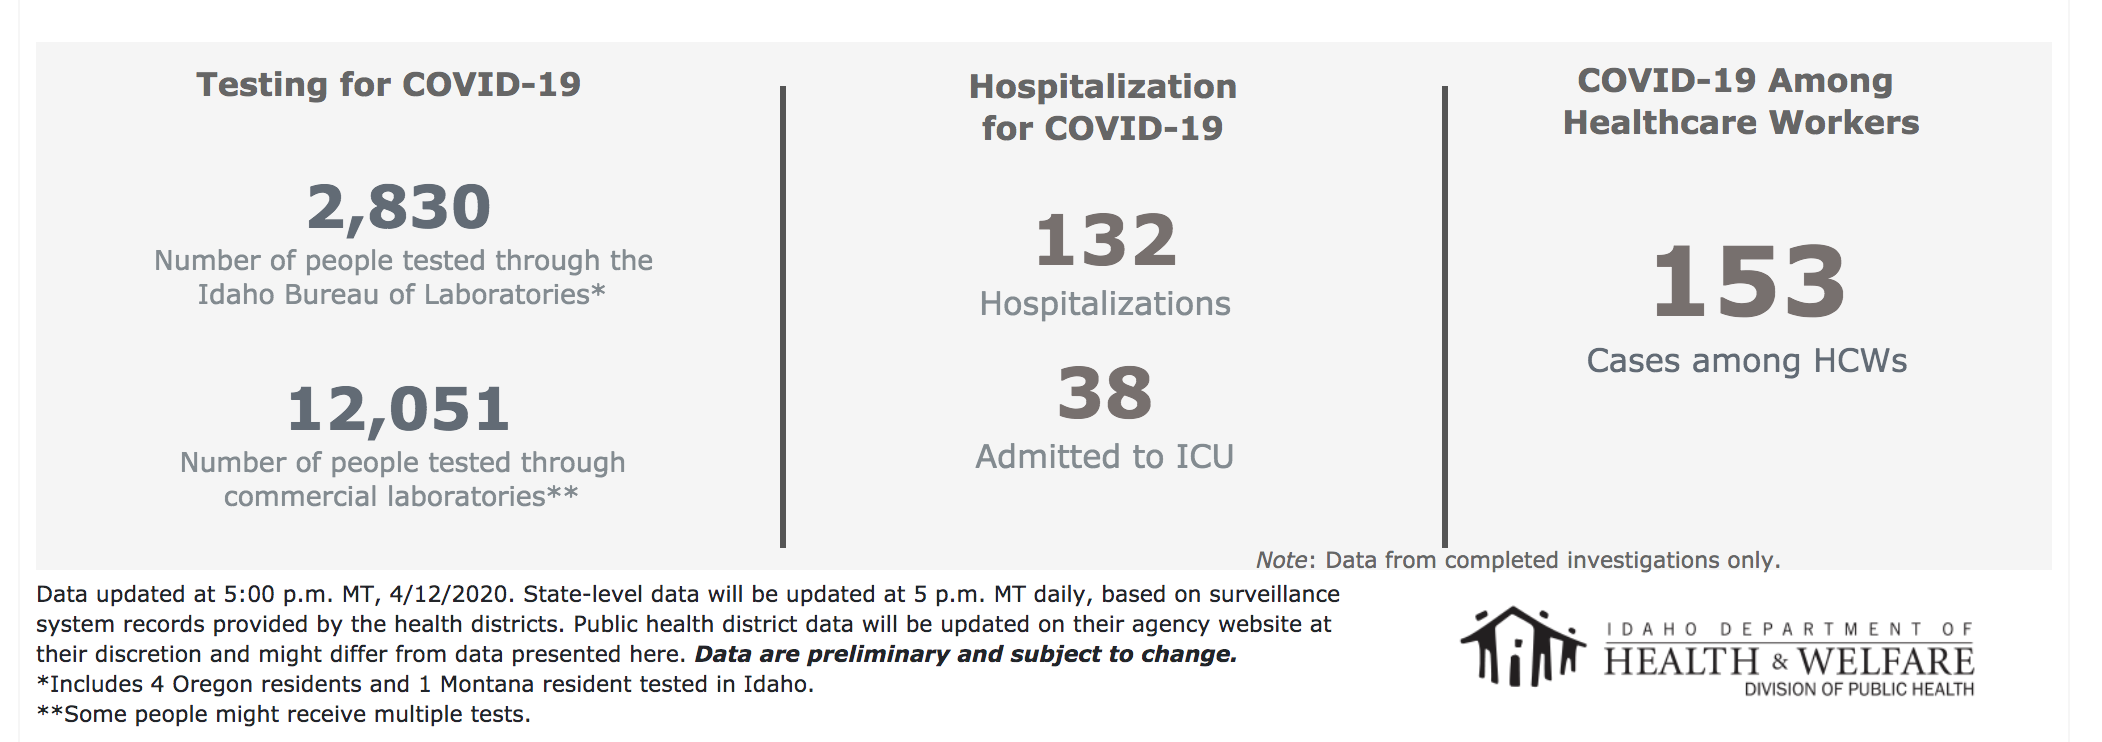 Testing for COVID-19
2,830
Number of people tested through the
Idaho Bureau of Laboratories*
12,051
Number of people tested through
commercial laboratories**
Hospitalization
for COVID-19
132
Hospitalizations
38
Admitted to ICU
COVID-19 Among
Healthcare Workers
153
Cases among HCWs
Note: Data from completed investigations only.
Data updated at 5:00 p.m. MT, 4/12/2020. State-level data will be updated at 5 p.m. MT daily, based on surveillance
system records provided by the health districts. Public health district data will be updated on their agency website at
their discretion and might differ from data presented here. Data are preliminary and subject to change.
*Includes 4 Oregon residents and 1 Montana resident tested in Idaho.
**Some people might receive multiple tests.
IDAHO DEPARTMENT OF
HEALTH & WELFARE
DIVISION OF PUBLIC HEALTH